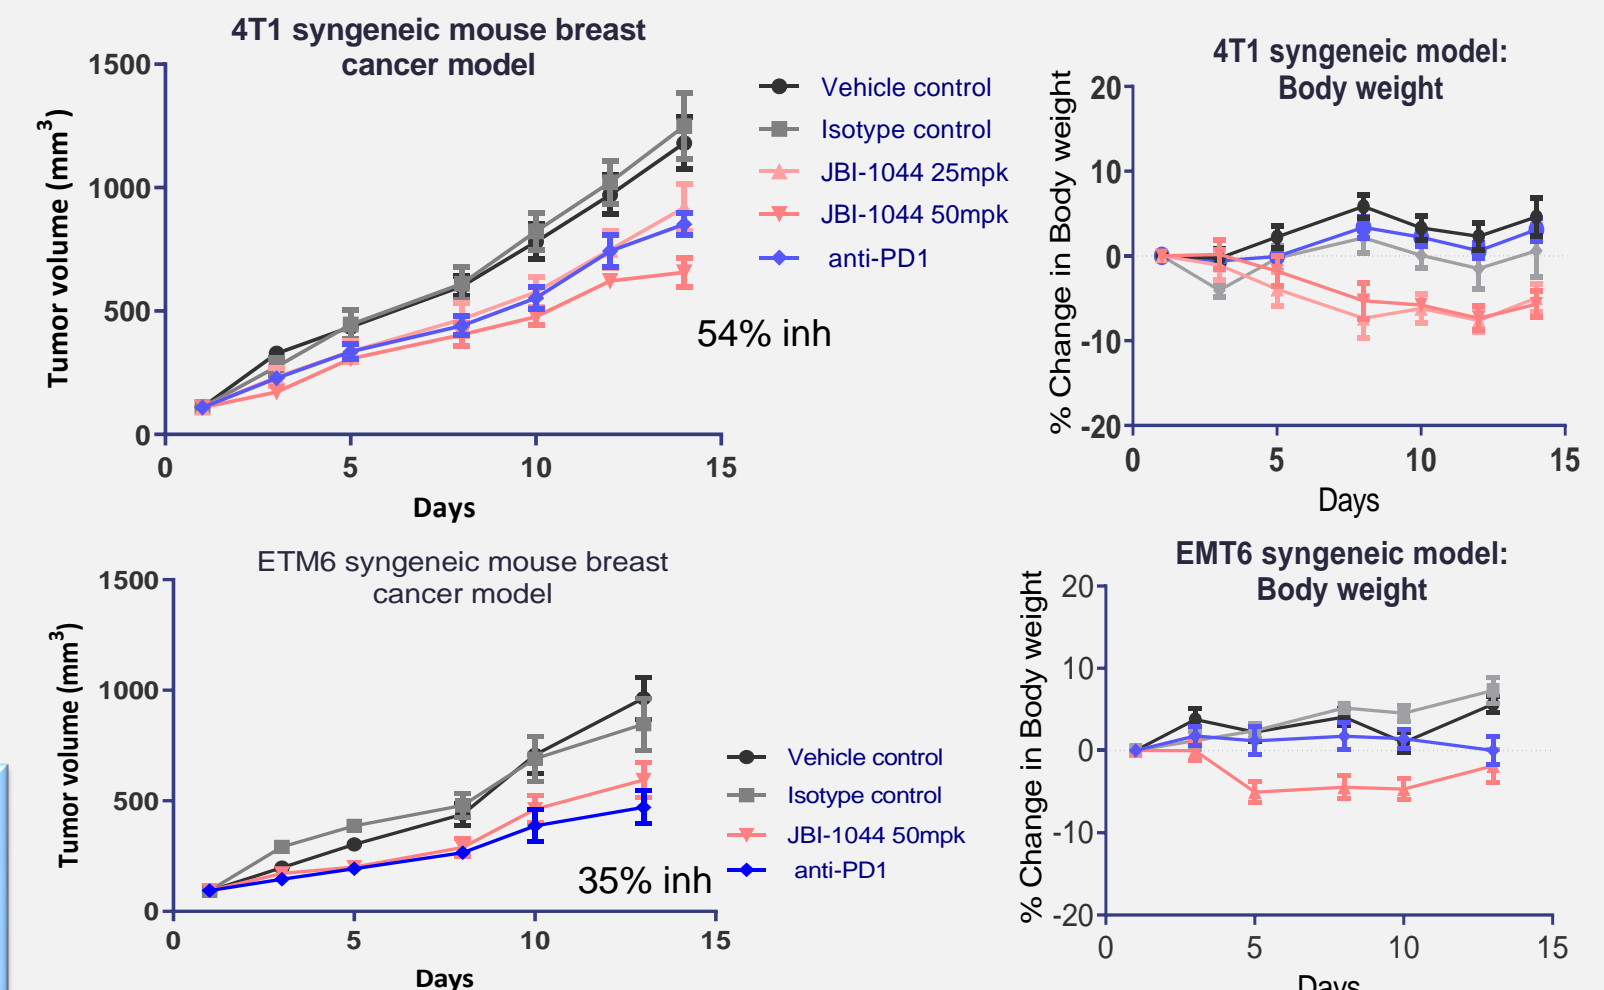 4T1 syngeneic mouse breast
cancer model
1500
1000
500
0
0 5 10 15
Tumor volume (mm3)
Days
Vehicle control
Isotype control
JBI-1044 25mpk
JBI-1044 50mpk
anti-PD1
54% inh
4T1 syngeneic model:
Body weight
20
10
0
-10
-20
0 5 10 15
% Change in Body weight
Days
ETM6 syngeneic mouse breast
cancer model
1500
1000
500
0
0 5 10 15
Tumor volume (mm3)
Days
Vehicle control
Isotype control
JBI-1044 50mpk
anti-PD1
35% inh
EMT6 syngeneic model:
Body weight
20
10
0
-10
-20
0 5 10 15
% Change in Body weight
Days